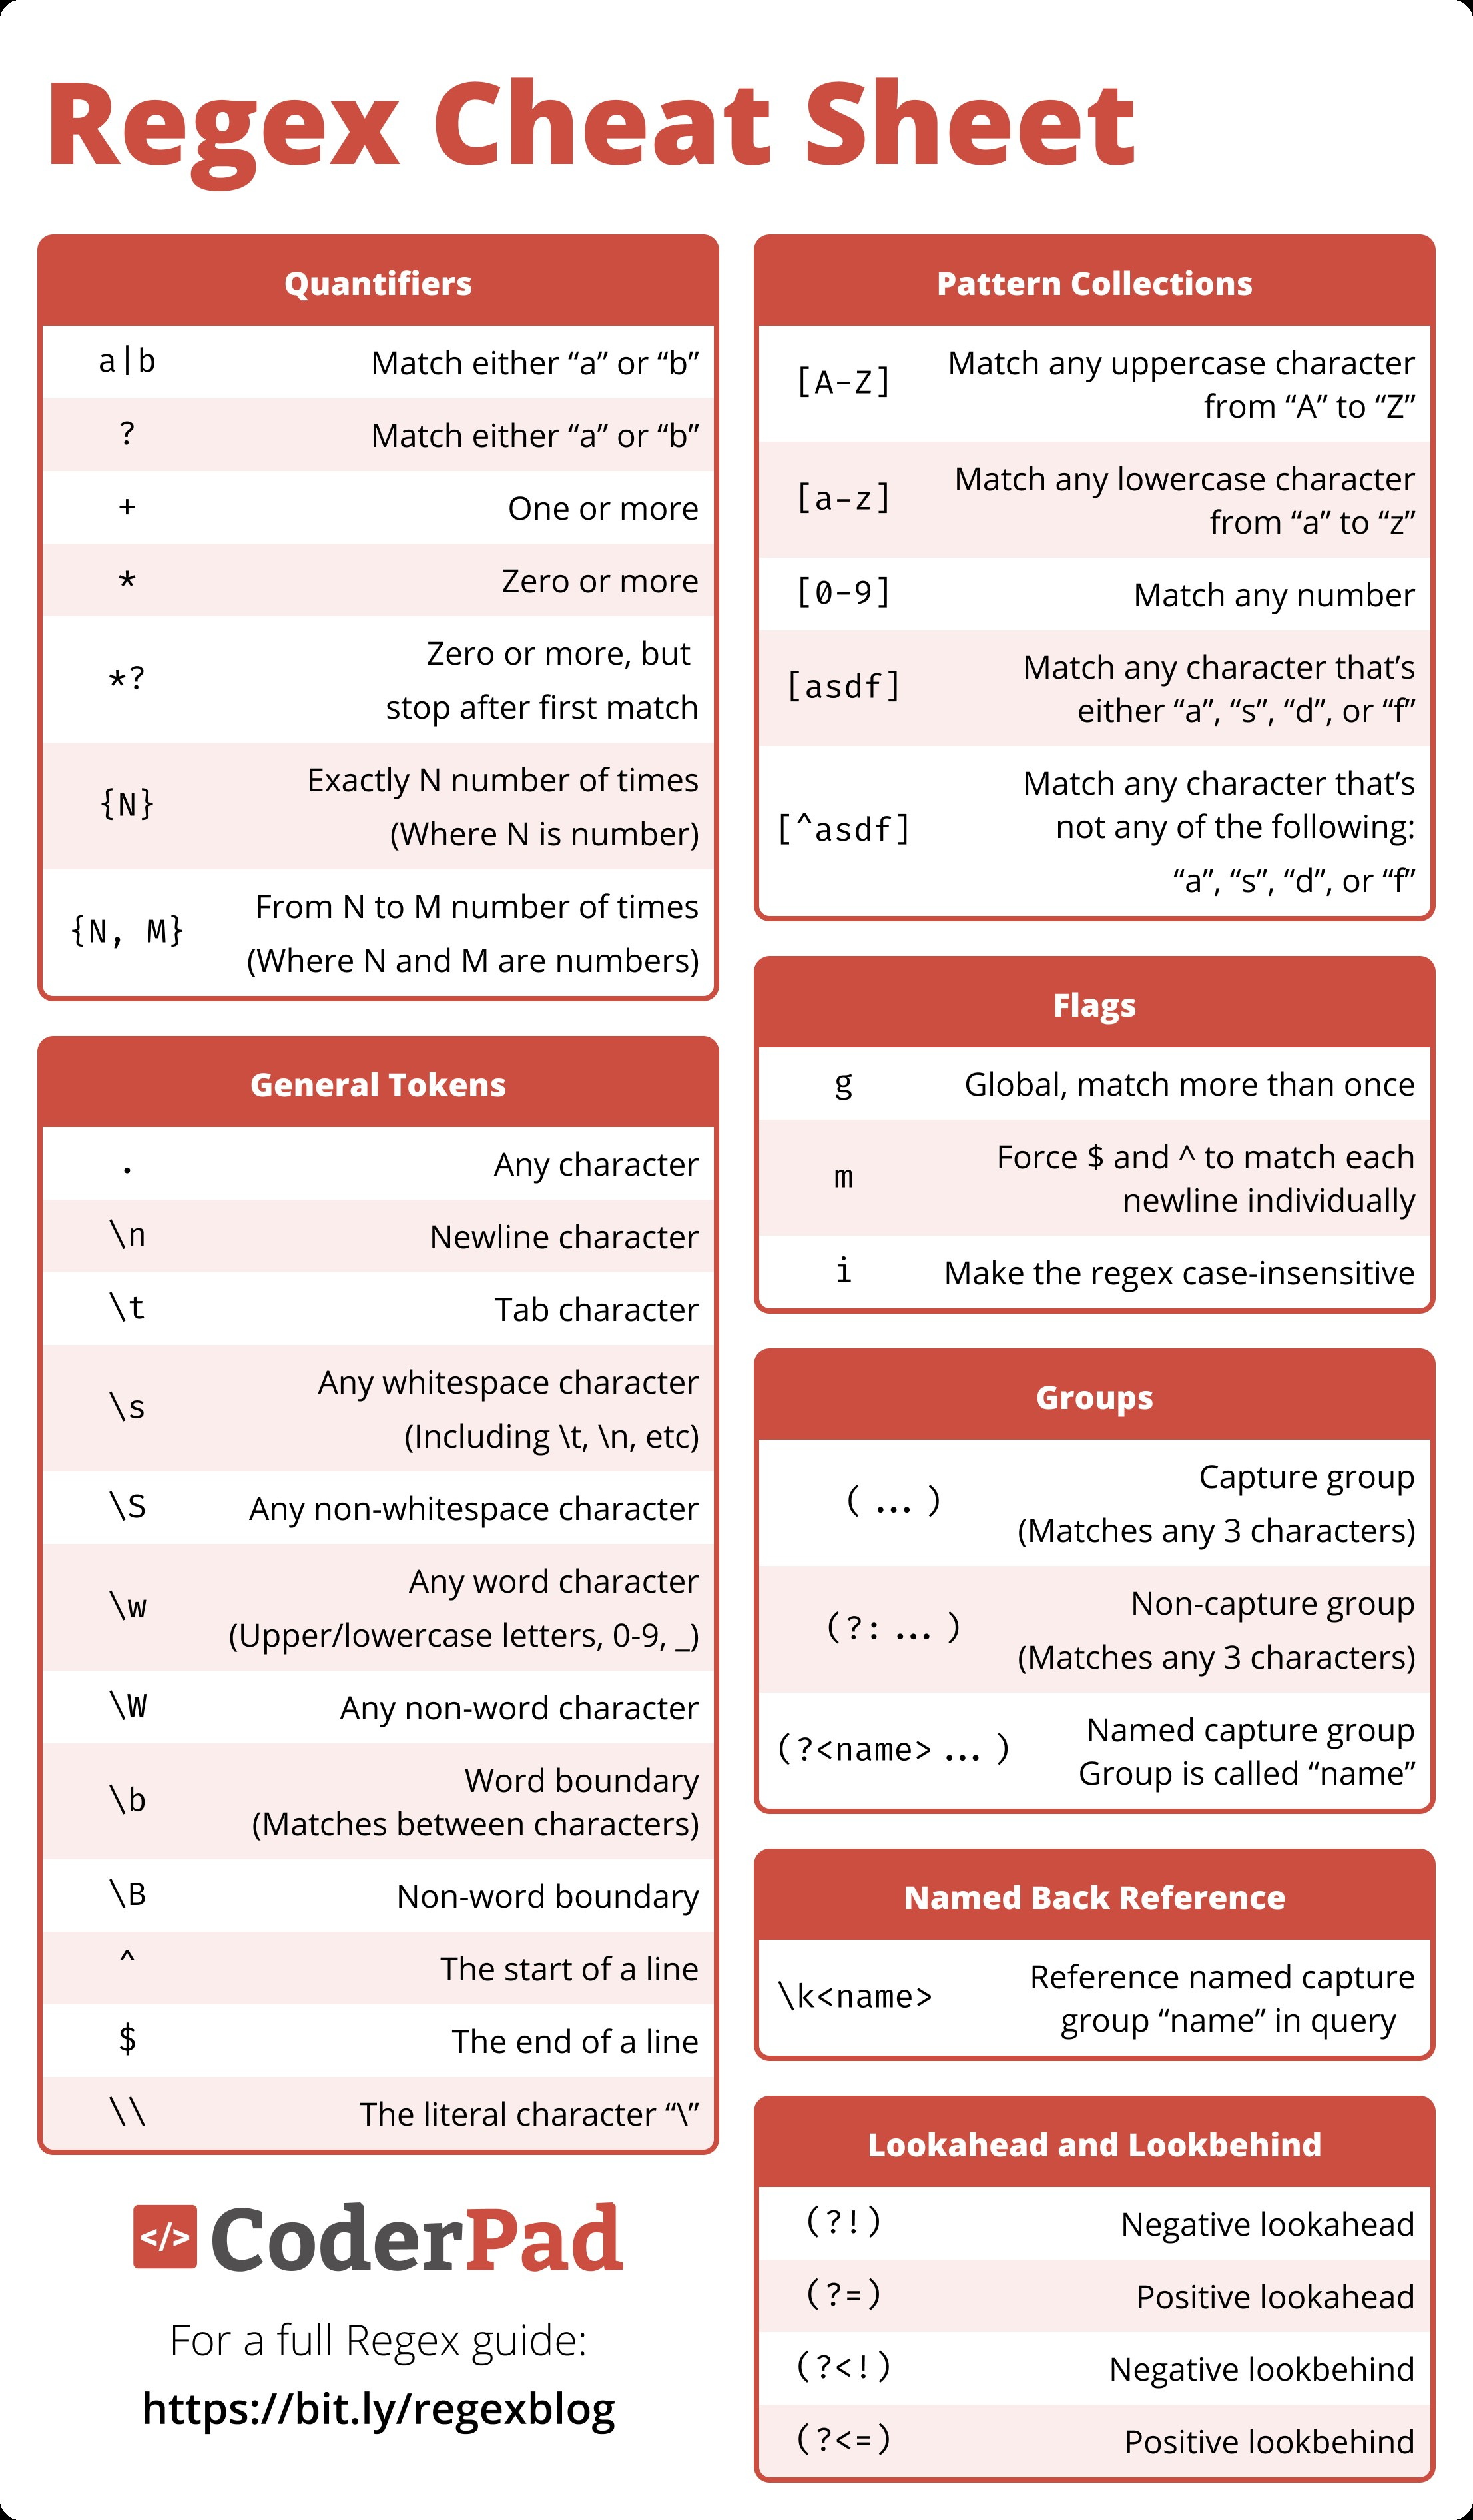 Regex Cheat Sheet
Quantifiers
a|b Match either “a” or “b”
? Match either “a” or “b”
+ One or more
* Zero or more
*? Zero or more, but
stop after first match
{N} Exactly N number of times
(Where N is number)
{N, M} From N to M number of times
(Where N and M are numbers)
General Tokens
. Any character
\n Newline character
\t Tab character
\s Any whitespace character
(Including \t, \n, etc)
\S Any non-whitespace character
\w Any word character
(Upper/lowercase letters, 0-9, _)
\W Any non-word character
\b Word boundary
(Matches between characters)
\B Non-word boundary
^ The start of a line
$ The end of a line
\\ The literal character “\”
</> CoderPad
For a full Regex guide:
https://bit.ly/regexblog
Pattern Collections
[A-Z] Match any uppercase character
from “A” to “Z”
[a-z] Match any lowercase character
from “a” to “z”
[0-9] Match any number
[asdf] Match any character that’s
either “a”, “s”, “d”, or “f”
[^asdf] Match any character that’s
not any of the following:
“a”, “s”, “d”, or “f”
Flags
g Global, match more than once
m Force $ and ^ to match each
newline individually
i Make the regex case-insensitive
Groups
(...) Capture group
(Matches any 3 characters)
(?:...) Non-capture group
(Matches any 3 characters)
(?<name>...) Named capture group
Group is called “name”
Named Back Reference
\k<name> Reference named capture
group “name” in query
Lookahead and Lookbehind
(?!) Negative lookahead
(?=) Positive lookahead
(?<!) Negative lookbehind
(?<=) Positive lookbehind